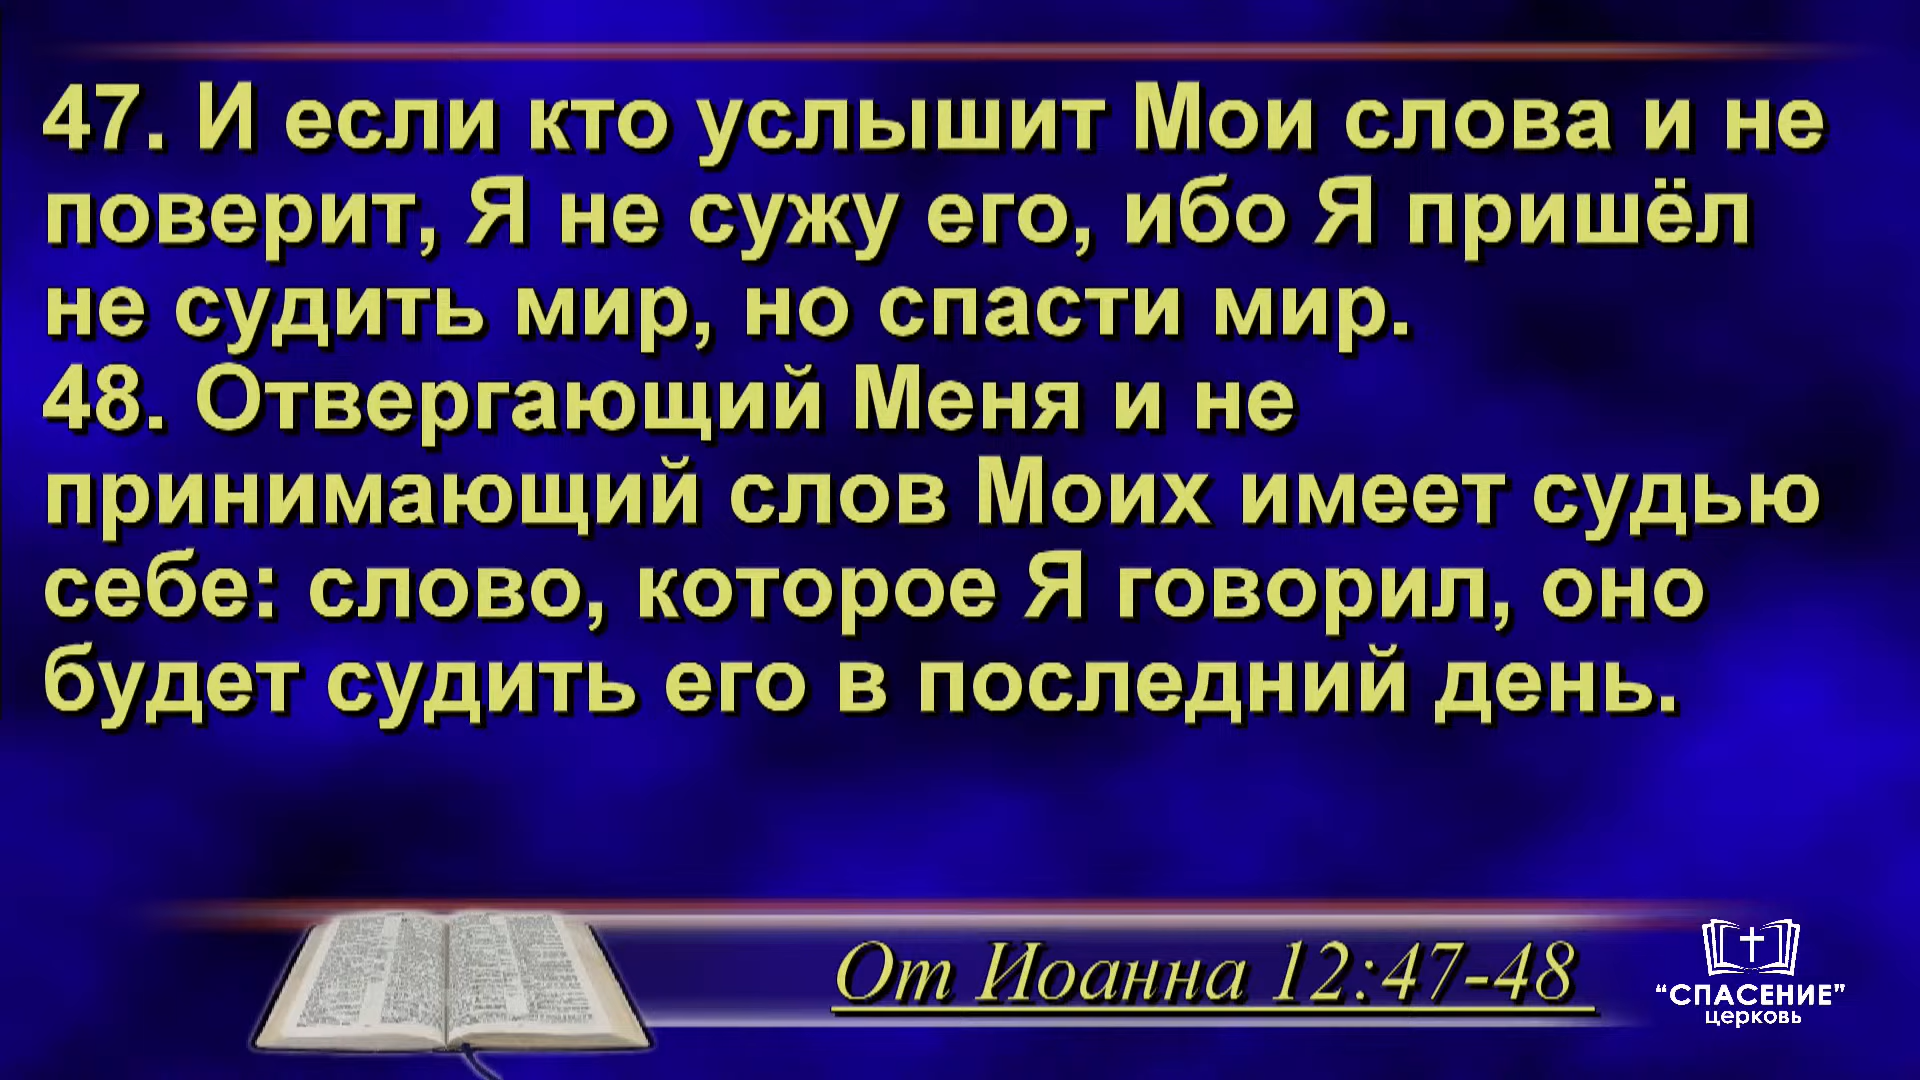 47. И если кто услышит Мои слова и не
поверит, Я не сужу его, ибо Я пришёл
не судить мир, но спасти мир.
48. Отвергающий Меня и не
принимающий слов Моих имеет судью
себе: слово, которое Я говорил, оно
будет судить его в последний день.
От Иоанна 12:47-48
“СПАСЕНИЕ”
церковь